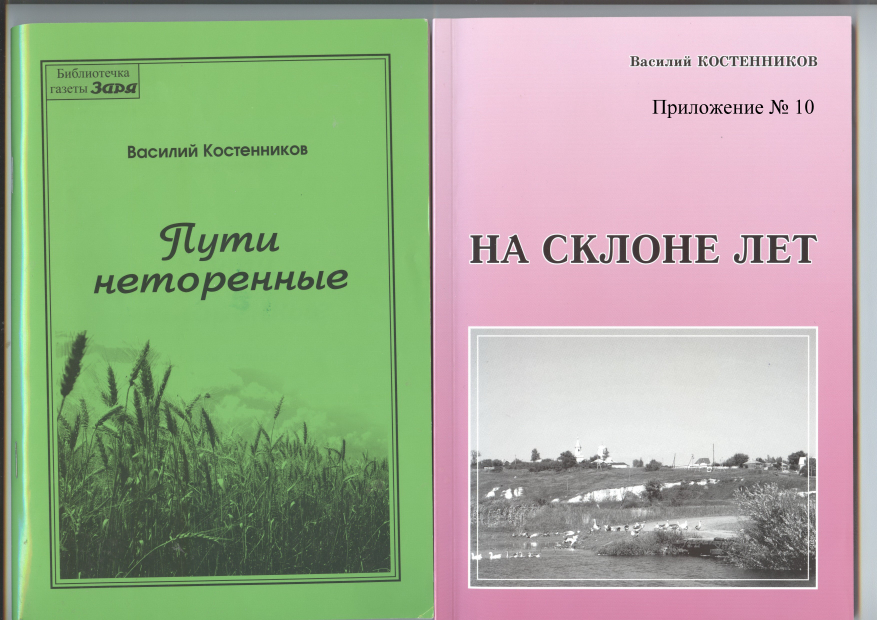 Библиотечка
газеты Заря
Василий Костенников
Пути
неторенные
Василий КОСТЕННИКОВ
Приложение № 10
НА СКЛОНЕ ЛЕТ